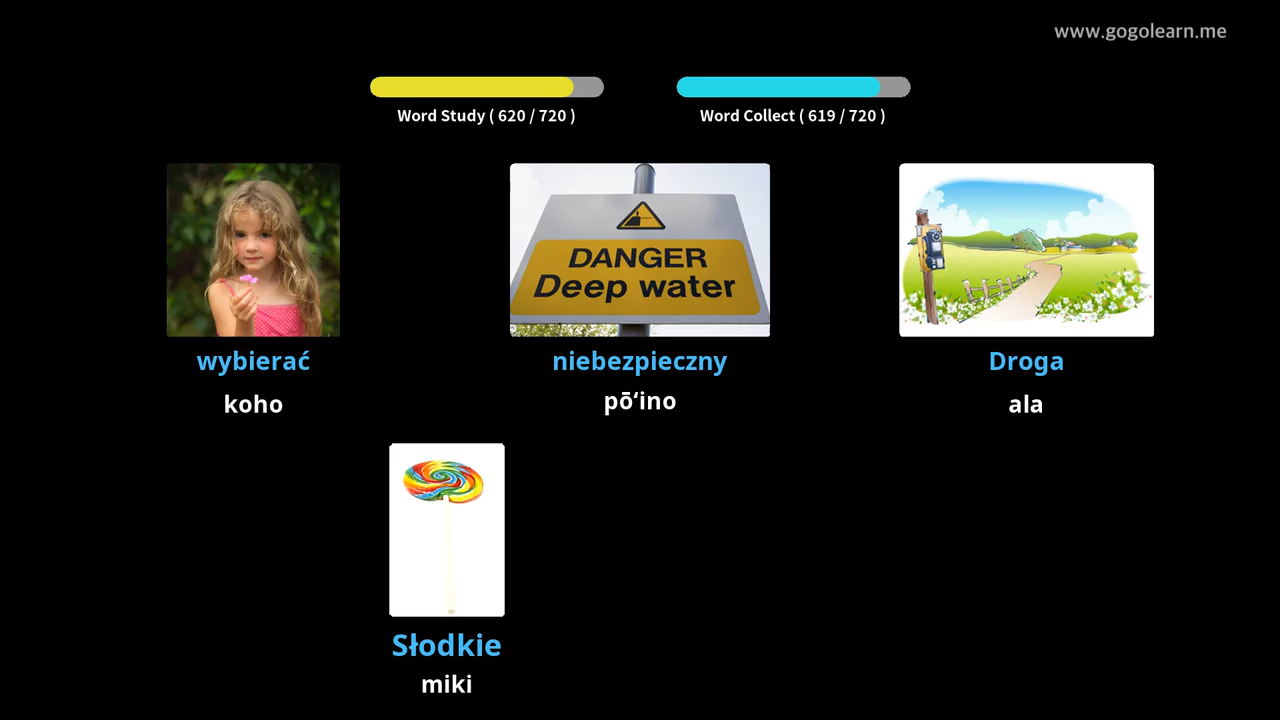 www.gogolearn.me
Word Study ( 620 / 720 )
Word Collect ( 619 / 720 )
DANGER
Deep water
wybierać
niebezpieczny
Droga
koho
pōʻino
ala
Słodkie
miki